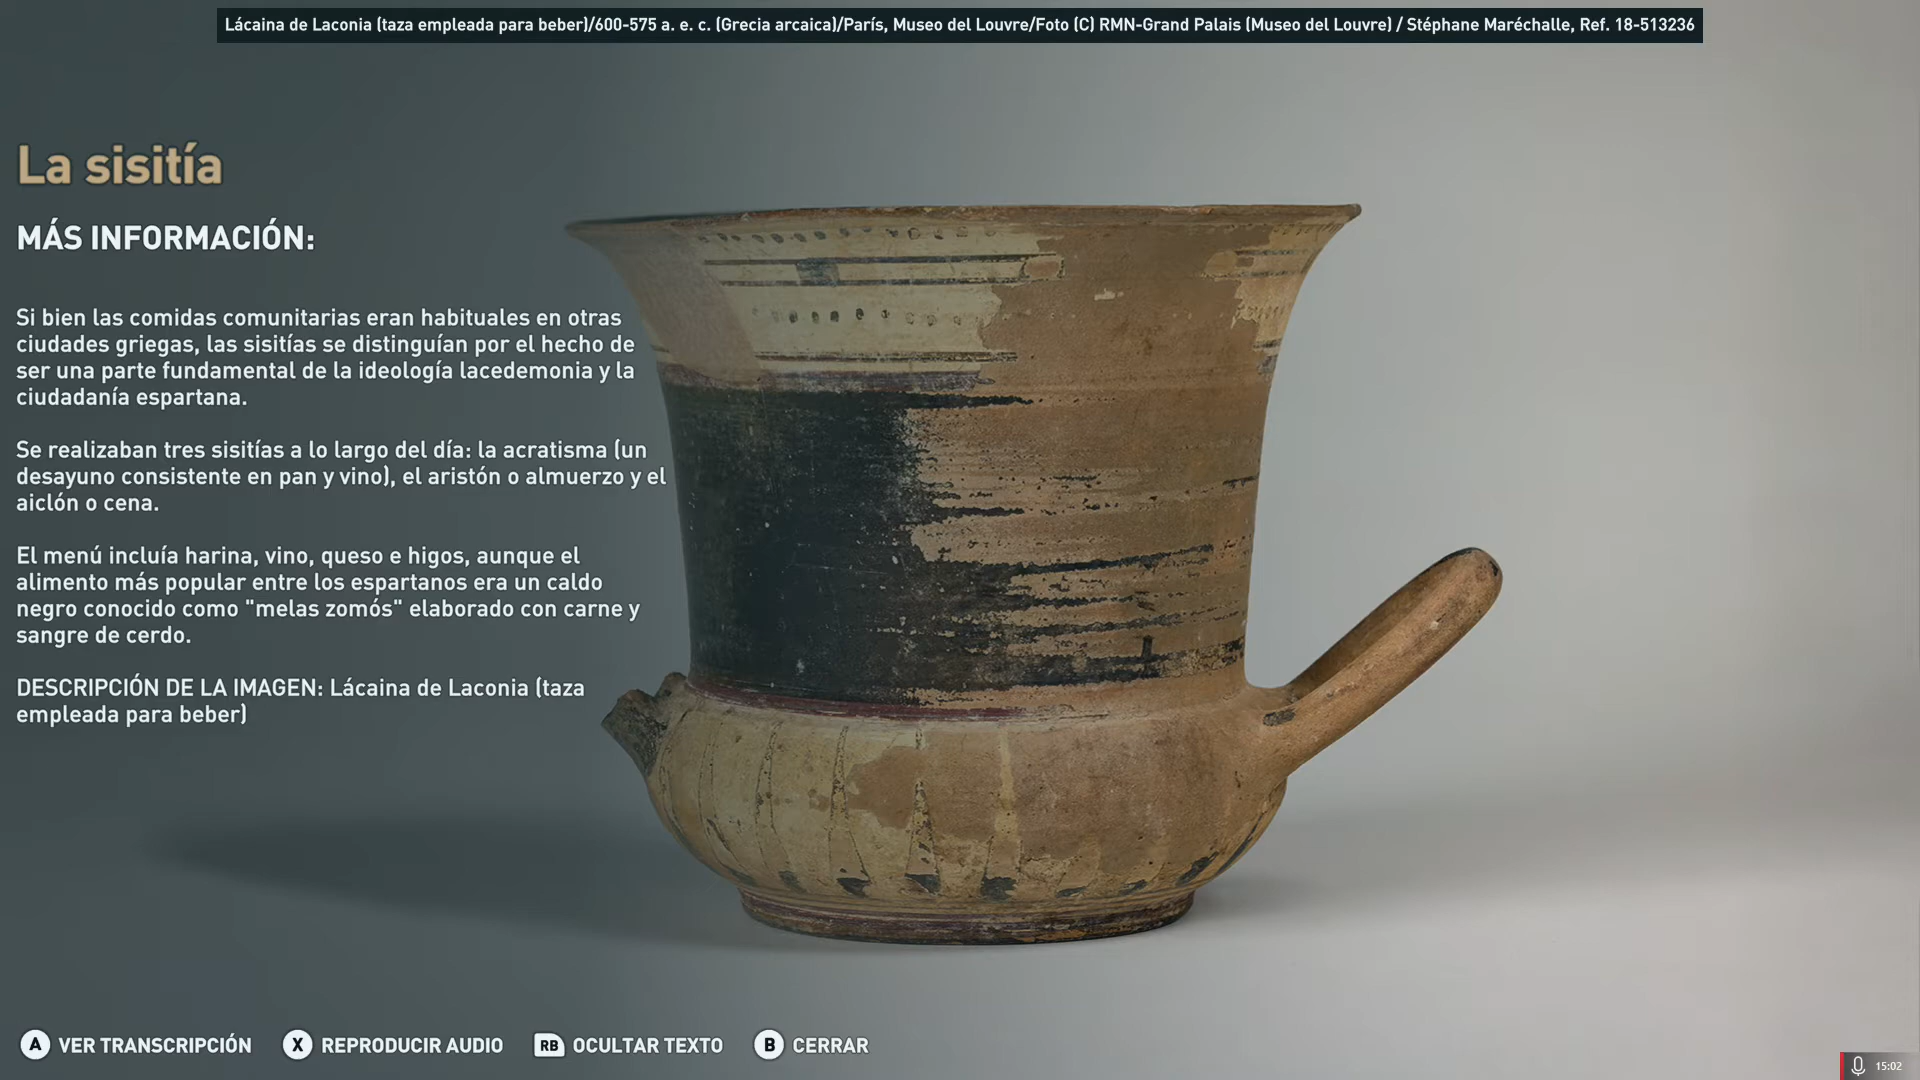 Lácaina de Laconia (taza empleada para beber)/600-575 a. e. c. (Grecia arcaica)/París, Museo del Louvre/Foto (C) RMN-Grand Palais (Museo del Louvre) / Stéphane Maréchalle, Ref. 18-513236
La sisitía
MÁS INFORMACIÓN:
Si bien las comidas comunitarias eran habituales en otras
ciudades griegas, las sisitías se distinguían por el hecho de
ser una parte fundamental de la ideología lacedemonia y la
ciudadanía espartana.
Se realizaban tres sisitías a lo largo del día: la acratisma (un
desayuno consistente en pan y vino), el aristón o almuerzo y el
aiclón o cena.
El menú incluía harina, vino, queso e higos, aunque el
alimento más popular entre los espartanos era un caldo
negro conocido como "melas zomós" elaborado con carne y
sangre de cerdo.
DESCRIPCIÓN DE LA IMAGEN: Lácaina de Laconia (taza
empleada para beber)
A VER TRANSCRIPCIÓN X REPRODUCIR AUDIO RB OCULTAR TEXTO B CERRAR
15:02